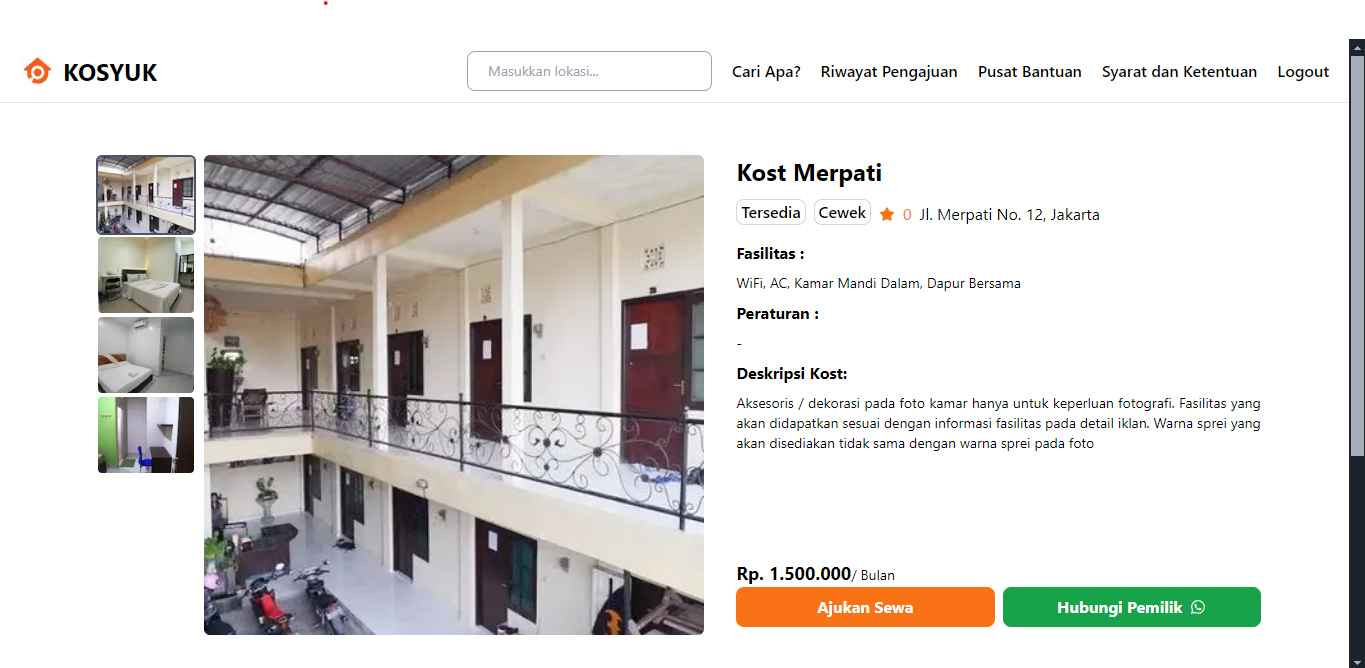 KOSYUK
Masukkan lokasi...
Cari Apa?
Riwayat Pengajuan
Pusat Bantuan
Syarat dan Ketentuan
Logout
Kost Merpati
Tersedia
Cewek
0
Jl. Merpati No. 12, Jakarta
Fasilitas :
WiFi, AC, Kamar Mandi Dalam, Dapur Bersama
Peraturan :
-
Deskripsi Kost:
Aksesoris / dekorasi pada foto kamar hanya untuk keperluan fotografi. Fasilitas yang
akan didapatkan sesuai dengan informasi fasilitas pada detail iklan. Warna sprei yang
akan disediakan tidak sama dengan warna sprei pada foto
Rp. 1.500.000/ Bulan
Ajukan Sewa
Hubungi Pemilik